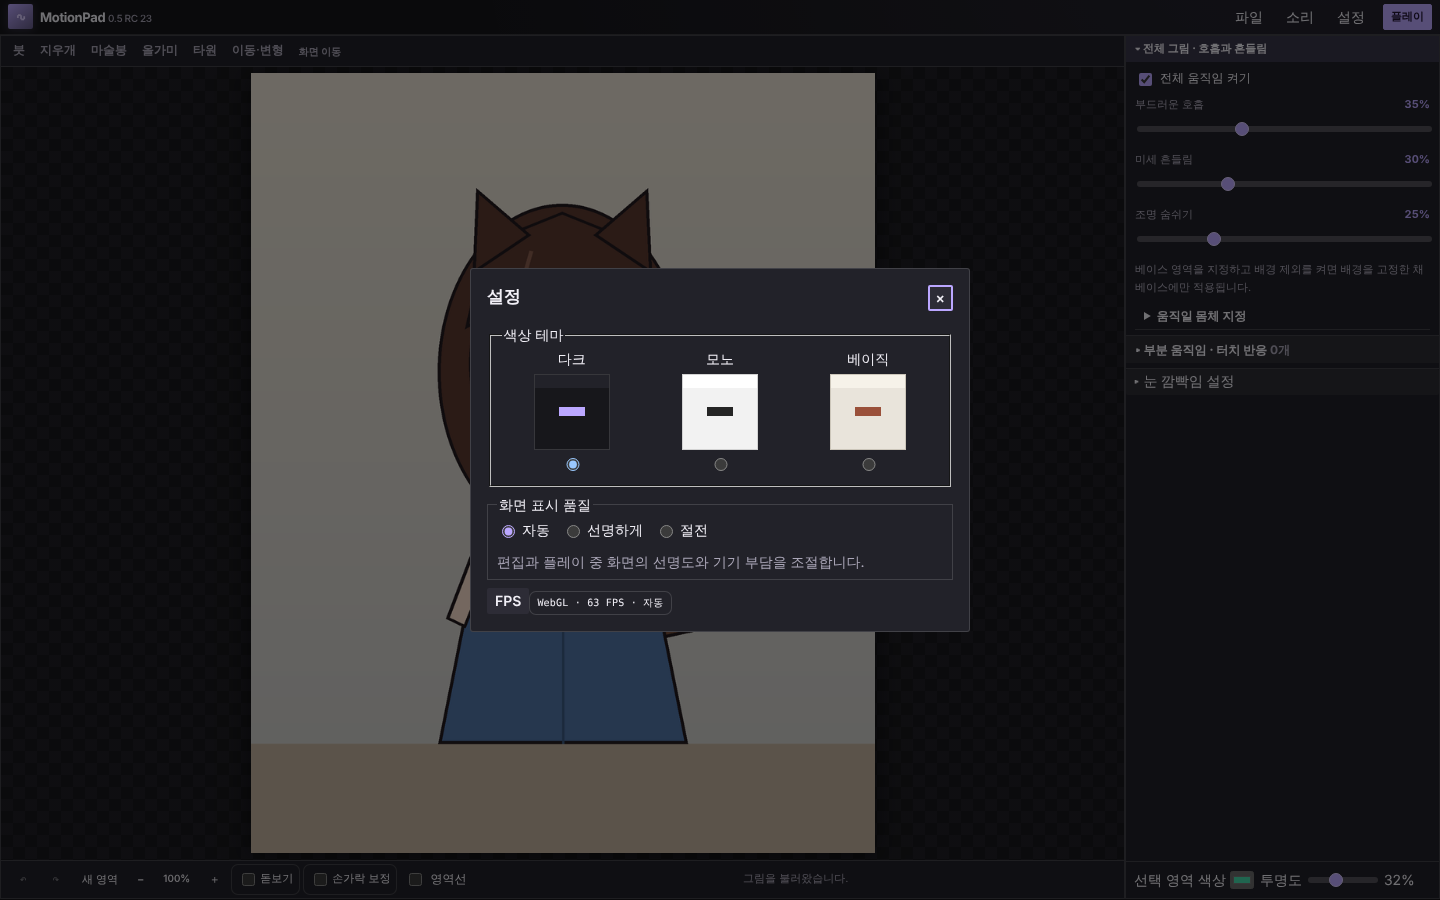 MotionPad 0.5 RC 23
파일 소리 설정 플레이
붓 지우개 마술봉 올가미 타원 이동·변형 화면 이동
전체 그림 · 호흡과 흔들림
전체 움직임 켜기
부드러운 호흡 35%
미세 흔들림 30%
조명 숨쉬기 25%
베이스 영역을 지정하고 배경 제외를 켜면 배경을 고정한 채
베이스에만 적용됩니다.
움직일 몸체 지정
부분 움직임 · 터치 반응 0개
눈 깜빡임 설정
설정
×
색상 테마
다크 모노 베이직
화면 표시 품질
자동 선명하게 절전
편집과 플레이 중 화면의 선명도와 기기 부담을 조절합니다.
FPS WebGL · 63 FPS · 자동
새 영역 − 100% + 돋보기 손가락 보정 영역선 그림을 불러왔습니다.
선택 영역 색상 투명도 32%